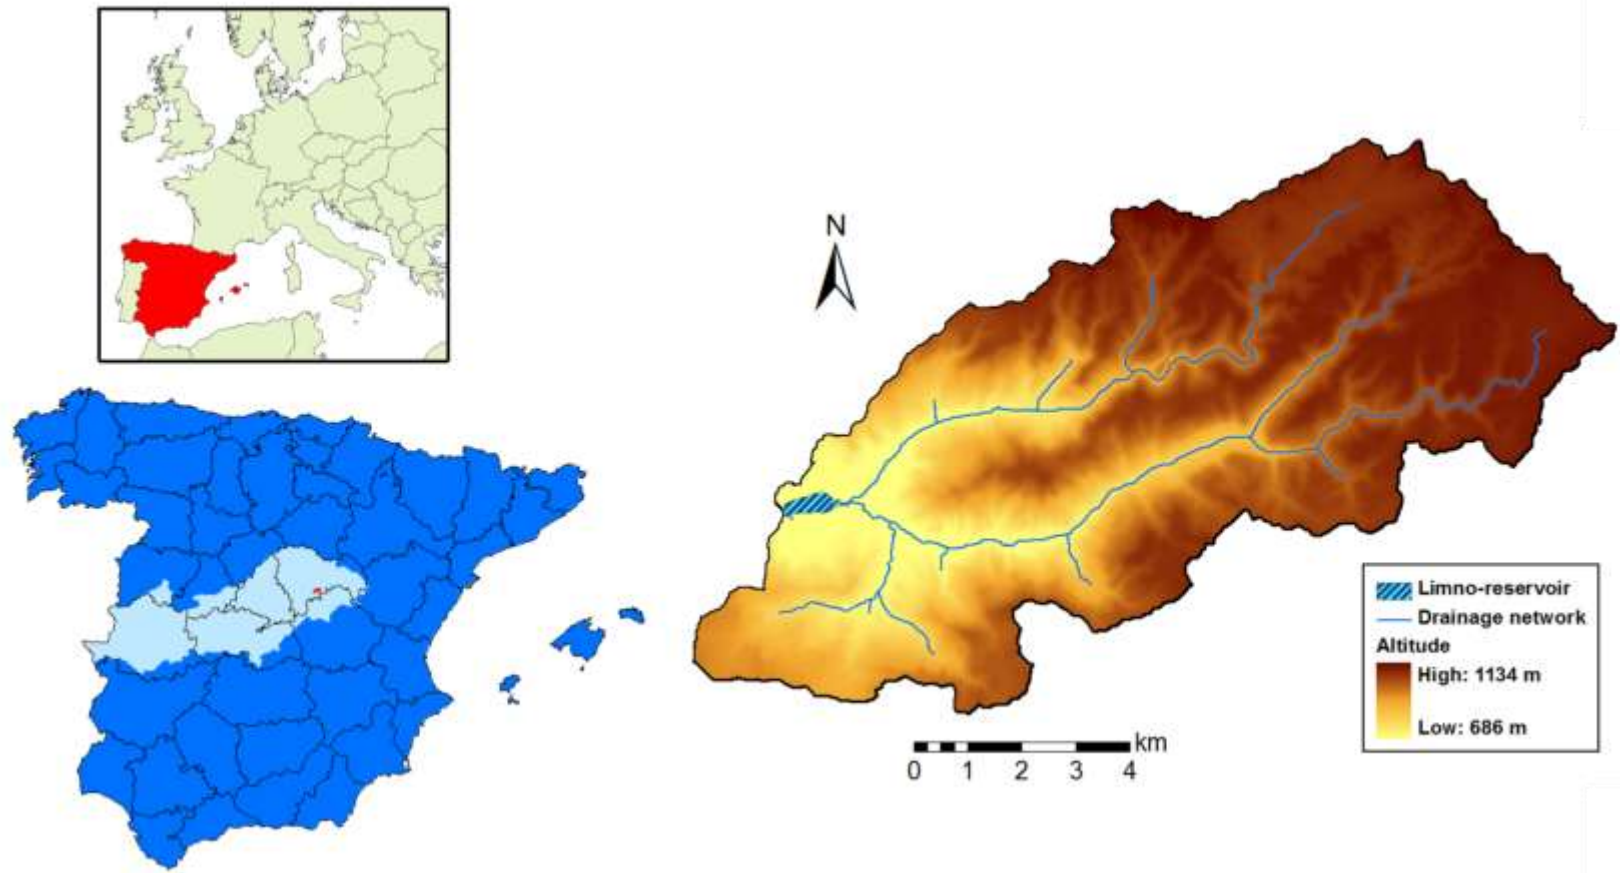 N
Limno-reservoir
Drainage network
Altitude
High: 1134 m
Low: 686 m
km
0 1 2 3 4